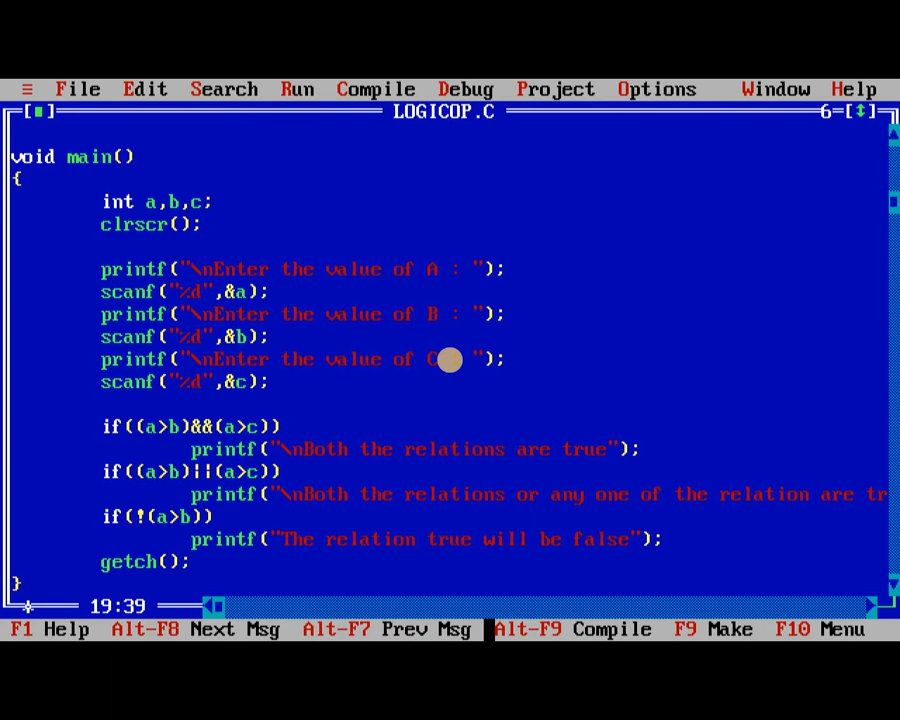 ≡ File Edit Search Run Compile Debug Project Options Window Help
[■] LOGICOP.C 6=[↕]
void main()
{
int a,b,c;
clrscr();
printf("\nEnter the value of A : ");
scanf("%d",&a);
printf("\nEnter the value of B : ");
scanf("%d",&b);
printf("\nEnter the value of C ");
scanf("%d",&c);
if((a>b)&&(a>c))
printf("\nBoth the relations are true");
if((a>b)||(a>c))
printf("\nBoth the relations or any one of the relation are tr
if(!(a>b))
printf("The relation true will be false");
getch();
}
19:39
F1 Help Alt-F8 Next Msg Alt-F7 Prev Msg Alt-F9 Compile F9 Make F10 Menu